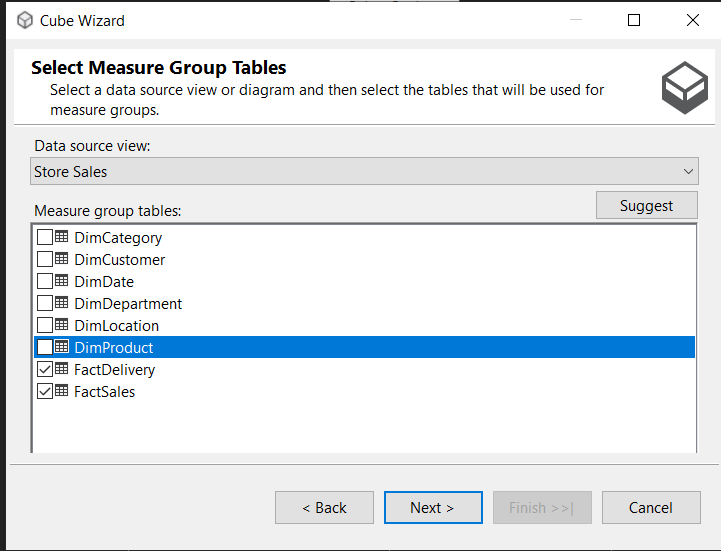 Cube Wizard
Select Measure Group Tables
Select a data source view or diagram and then select the tables that will be used for
measure groups.
Data source view:
Store Sales
Measure group tables:
Suggest
DimCategory
DimCustomer
DimDate
DimDepartment
DimLocation
DimProduct
FactDelivery
FactSales
< Back
Next >
Finish >>|
Cancel